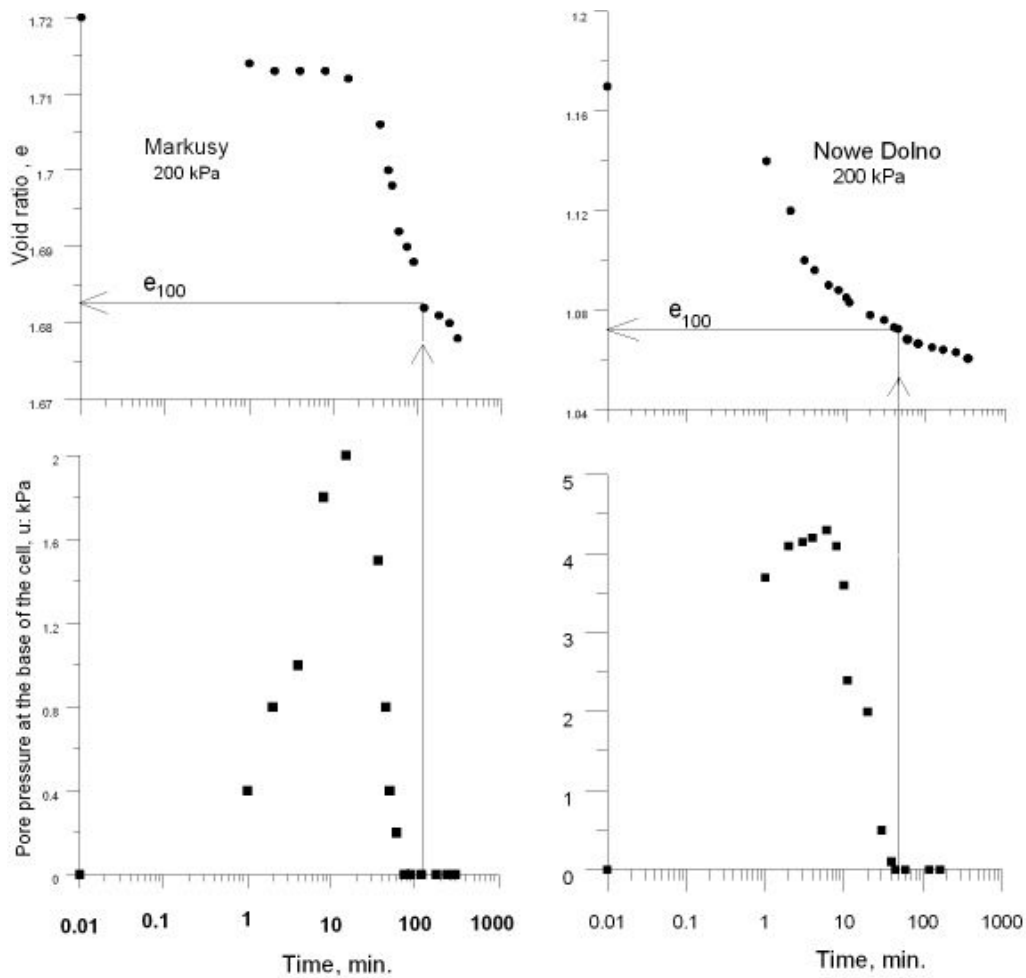 1.72
1.71
1.7
1.69
1.68
1.67
Void ratio , e
Markusy
200 kPa
e100
1.2
1.16
1.12
1.08
1.04
Nowe Dolno
200 kPa
e100
2
1.6
1.2
0.8
0.4
0
Pore pressure at the base of the cell, u: kPa
0.01 0.1 1 10 100 1000
Time, min.
5
4
3
2
1
0
0.01 0.1 1 10 100 1000
Time, min.